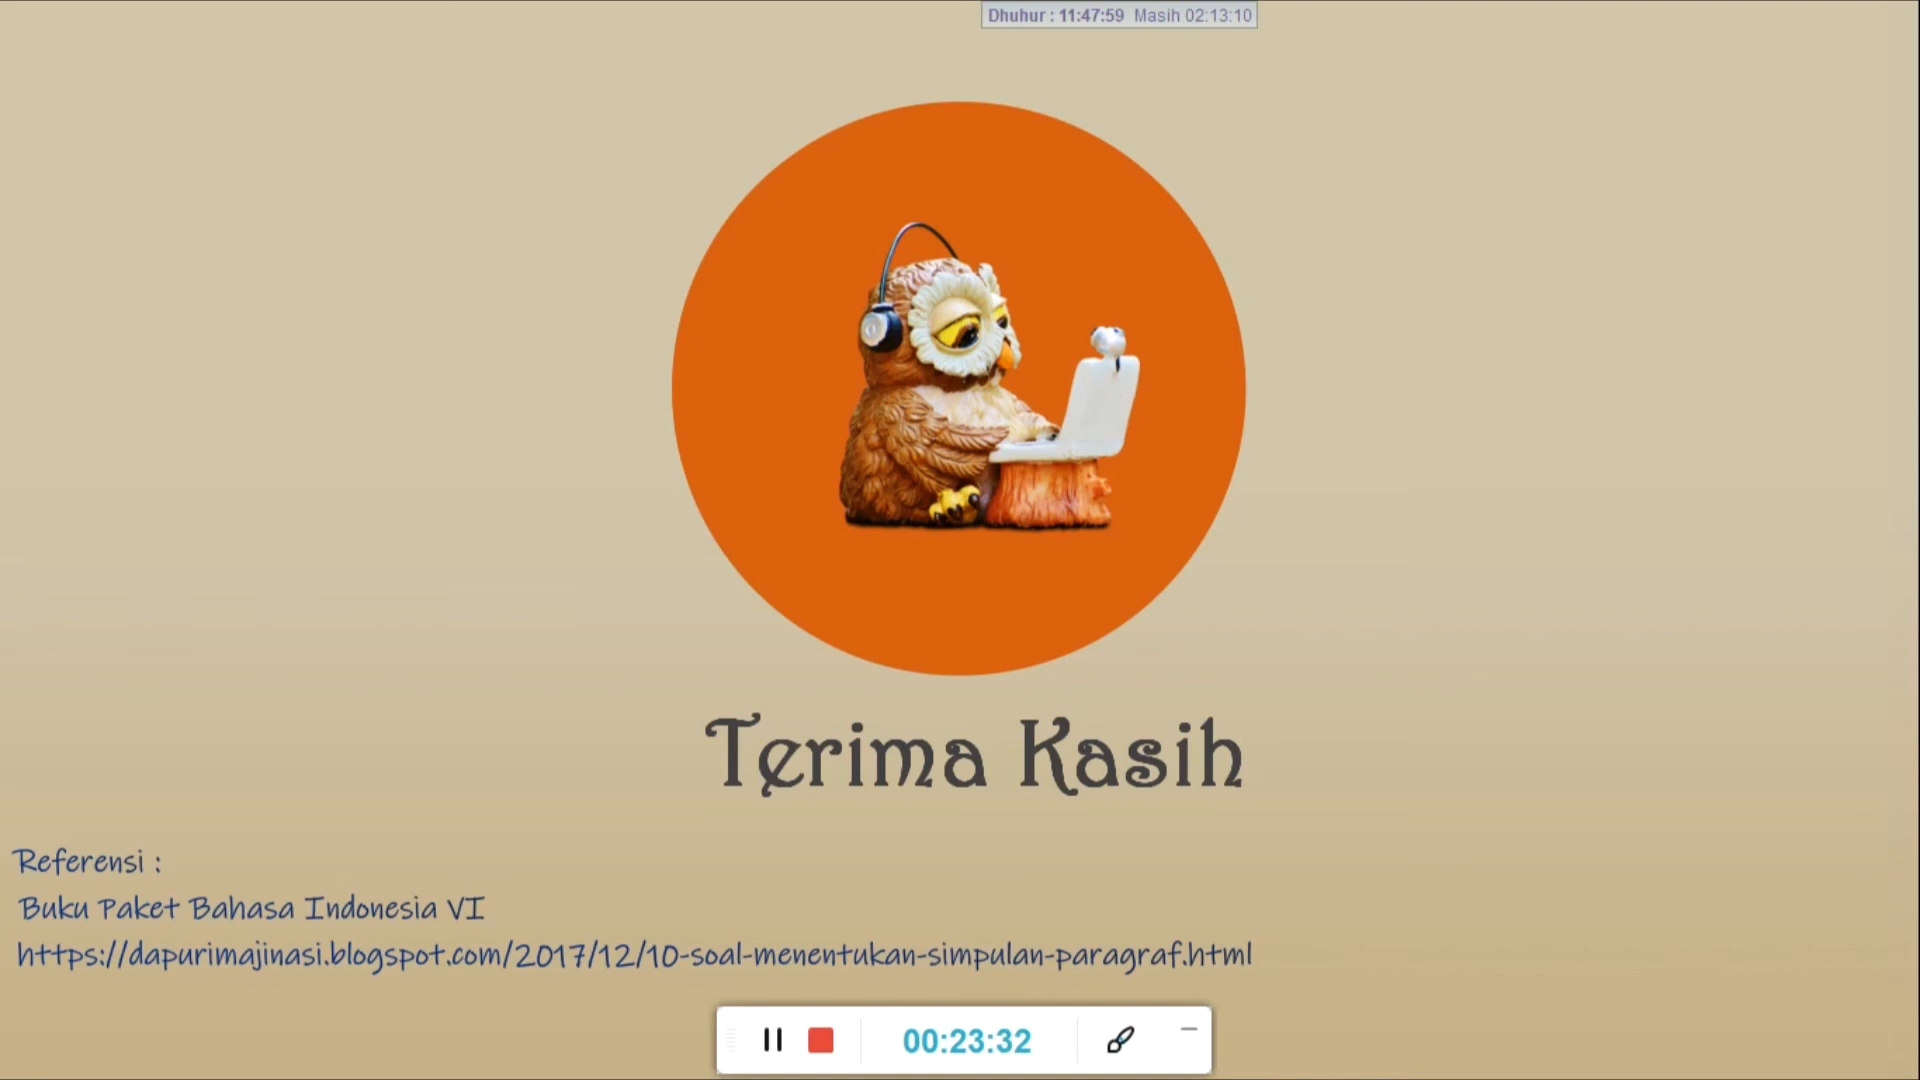 Dhuhur : 11:47:59 Masih 02:13:10
Terima Kasih
Referensi :
Buku Paket Bahasa Indonesia VI
https://dapurimajinasi.blogspot.com/2017/12/10-soal-menentukan-simpulan-paragraf.html
00:23:32